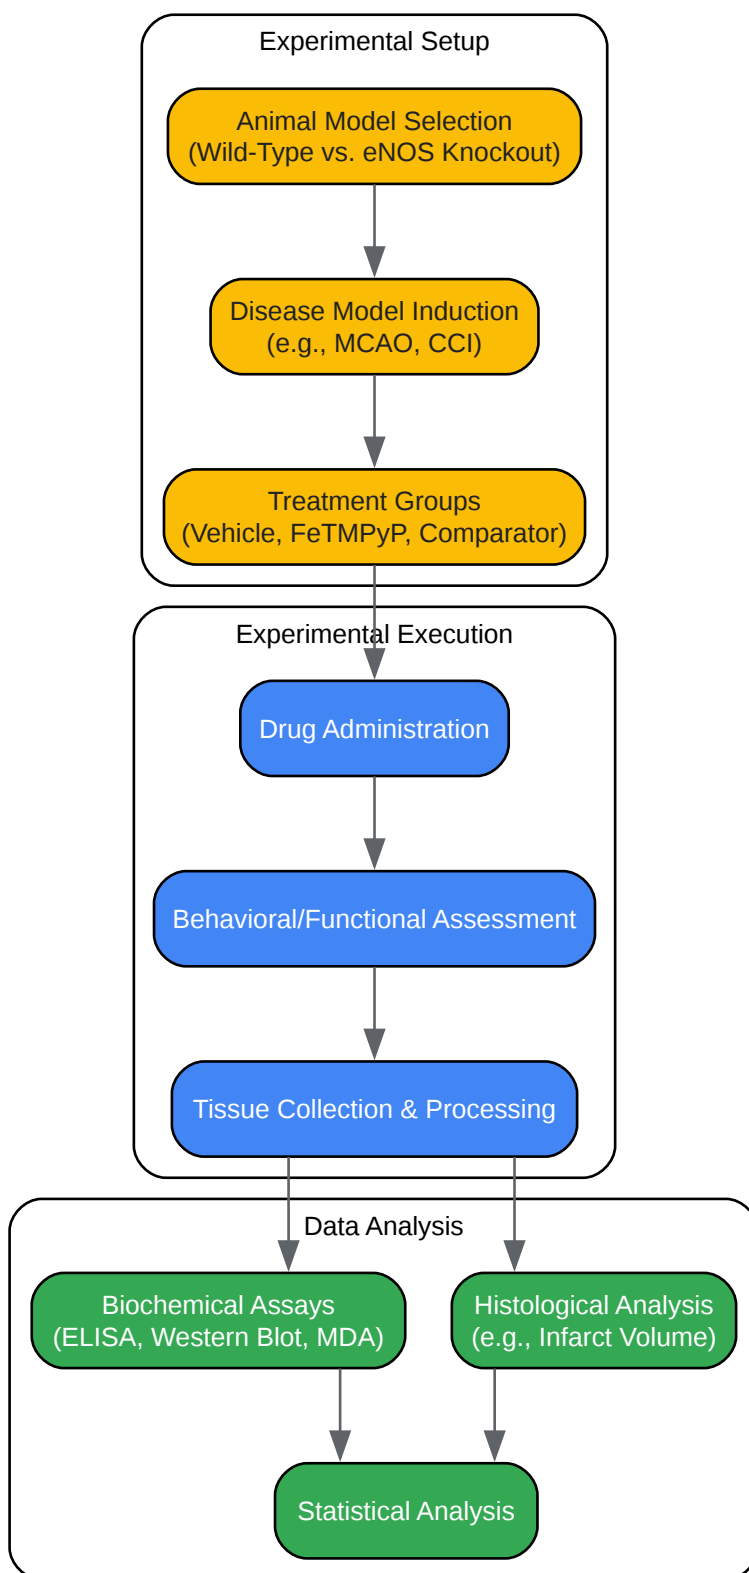 Experimental Setup
Animal Model Selection
(Wild-Type vs. eNOS Knockout)
Disease Model Induction
(e.g., MCAO, CCI)
Treatment Groups
(Vehicle, FeTMPyP, Comparator)
Experimental Execution
Drug Administration
Behavioral/Functional Assessment
Tissue Collection & Processing
Data Analysis
Biochemical Assays
(ELISA, Western Blot, MDA)
Histological Analysis
(e.g., Infarct Volume)
Statistical Analysis